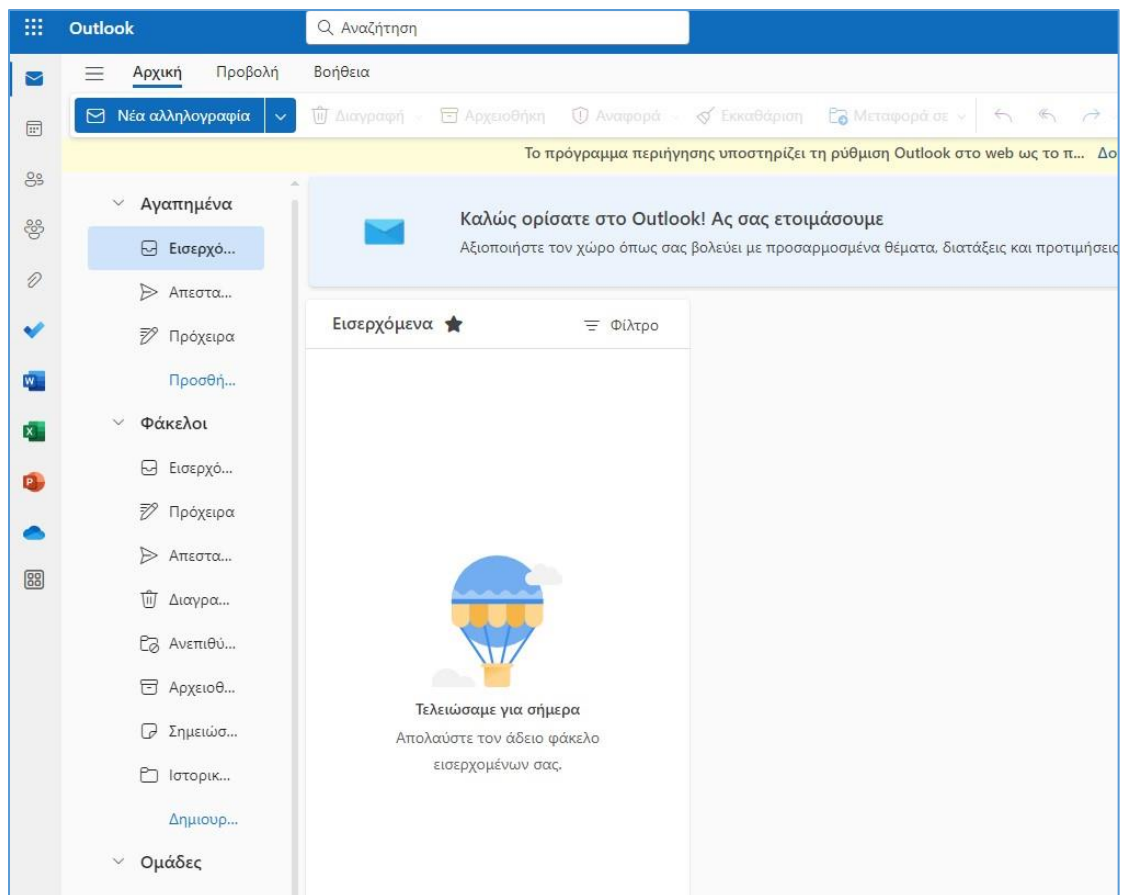 Outlook
Αναζήτηση
Αρχική Προβολή Βοήθεια
Νέα αλληλογραφία Διαγραφή Αρχειοθήκη Αναφορά Εκκαθάριση Μεταφορά σε
Το πρόγραμμα περιήγησης υποστηρίζει τη ρύθμιση Outlook στο web ως το π... Δο
Αγαπημένα
Εισερχό...
Απεστα...
Πρόχειρα
Προσθή...
Φάκελοι
Εισερχό...
Πρόχειρα
Απεστα...
Διαγρα...
Ανεπιθύ...
Αρχειοθ...
Σημειώσ...
Ιστορικ...
Δημιουρ...
Ομάδες
Καλώς ορίσατε στο Outlook! Ας σας ετοιμάσουμε
Αξιοποιήστε τον χώρο όπως σας βολεύει με προσαρμοσμένα θέματα, διατάξεις και προτιμήσεις
Εισερχόμενα Φίλτρο
Τελειώσαμε για σήμερα
Απολαύστε τον άδειο φάκελο
εισερχομένων σας.